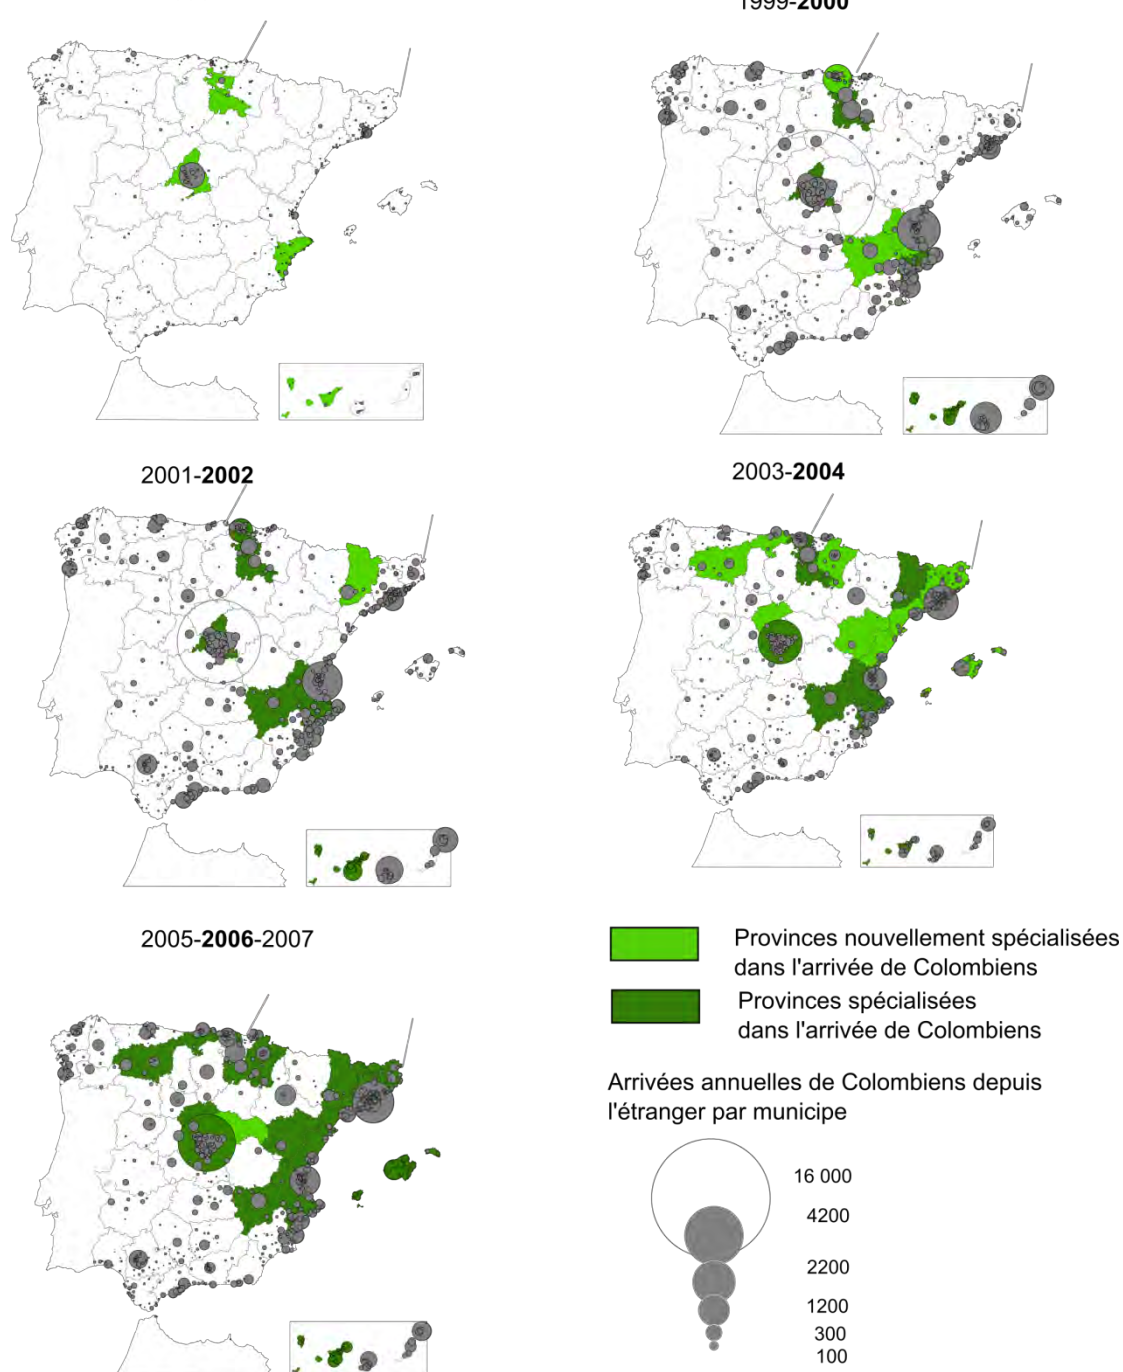 1999-2000
2001-2002
2003-2004
2005-2006-2007
Provinces nouvellement spécialisées
dans l'arrivée de Colombiens
Provinces spécialisées
dans l'arrivée de Colombiens
Arrivées annuelles de Colombiens depuis
l'étranger par municipe
16 000
4200
2200
1200
300
100